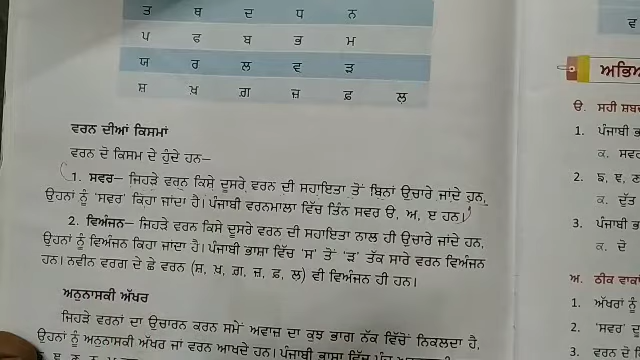 ਤ ਥ ਦ ਧ ਨ
ਪ ਫ ਬ ਭ ਮ
ਯ ਰ ਲ ਵ ੜ
ਸ਼ ਖ਼ ਗ਼ ਜ਼ ਫ਼ ਲ਼
ਵਰਨ ਦੀਆਂ ਕਿਸਮਾਂ
ਵਰਨ ਦੋ ਕਿਸਮ ਦੇ ਹੁੰਦੇ ਹਨ–
1. ਸਵਰ– ਜਿਹੜੇ ਵਰਨ ਕਿਸੇ ਦੂਸਰੇ ਵਰਨ ਦੀ ਸਹਾਇਤਾ ਤੋਂ ਬਿਨਾਂ ਉਚਾਰੇ ਜਾਂਦੇ ਹਨ,
ਉਹਨਾਂ ਨੂੰ 'ਸਵਰ' ਕਿਹਾ ਜਾਂਦਾ ਹੈ। ਪੰਜਾਬੀ ਵਰਨਮਾਲਾ ਵਿੱਚ ਤਿੰਨ ਸਵਰ ੳ, ਅ, ੲ ਹਨ।
2. ਵਿਅੰਜਨ– ਜਿਹੜੇ ਵਰਨ ਕਿਸੇ ਦੂਸਰੇ ਵਰਨ ਦੀ ਸਹਾਇਤਾ ਨਾਲ ਹੀ ਉਚਾਰੇ ਜਾਂਦੇ ਹਨ,
ਉਹਨਾਂ ਨੂੰ ਵਿਅੰਜਨ ਕਿਹਾ ਜਾਂਦਾ ਹੈ। ਪੰਜਾਬੀ ਭਾਸ਼ਾ ਵਿੱਚ 'ਸ' ਤੋਂ 'ੜ' ਤੱਕ ਸਾਰੇ ਵਰਨ ਵਿਅੰਜਨ
ਹਨ। ਨਵੀਨ ਵਰਗ ਦੇ ਛੇ ਵਰਨ (ਸ਼, ਖ਼, ਗ਼, ਜ਼, ਫ਼, ਲ਼) ਵੀ ਵਿਅੰਜਨ ਹੀ ਹਨ।
ਅਨੁਨਾਸਕੀ ਅੱਖਰ
ਜਿਹੜੇ ਵਰਨਾਂ ਦਾ ਉਚਾਰਨ ਕਰਨ ਸਮੇਂ ਅਵਾਜ਼ ਦਾ ਕੁਝ ਭਾਗ ਨੱਕ ਵਿੱਚੋਂ ਨਿਕਲਦਾ ਹੈ,
ਉਹਨਾਂ ਨੂੰ ਅਨੁਨਾਸਕੀ ਅੱਖਰ ਜਾਂ ਵਰਨ ਆਖਦੇ ਹਨ। ਪੰਜਾਬੀ ਭਾਸ਼ਾ ਵਿੱਚ
ਵ
ੳ. ਸਹੀ ਸ਼ਬਦ
1. ਪੰਜਾਬੀ
ਕ. ਸਵਰ
2. ਙ, ਞ, ਣ
ਕ. ਦੁੱਤ
3. ਪੰਜਾਬੀ
ਕ. ਦੋ
ਅ. ਠੀਕ ਵਾਕਾਂ
1. ਅੱਖਰਾਂ ਨੂੰ
2. 'ਸਵਰ'
3. ਵਰਨ ਦੋ